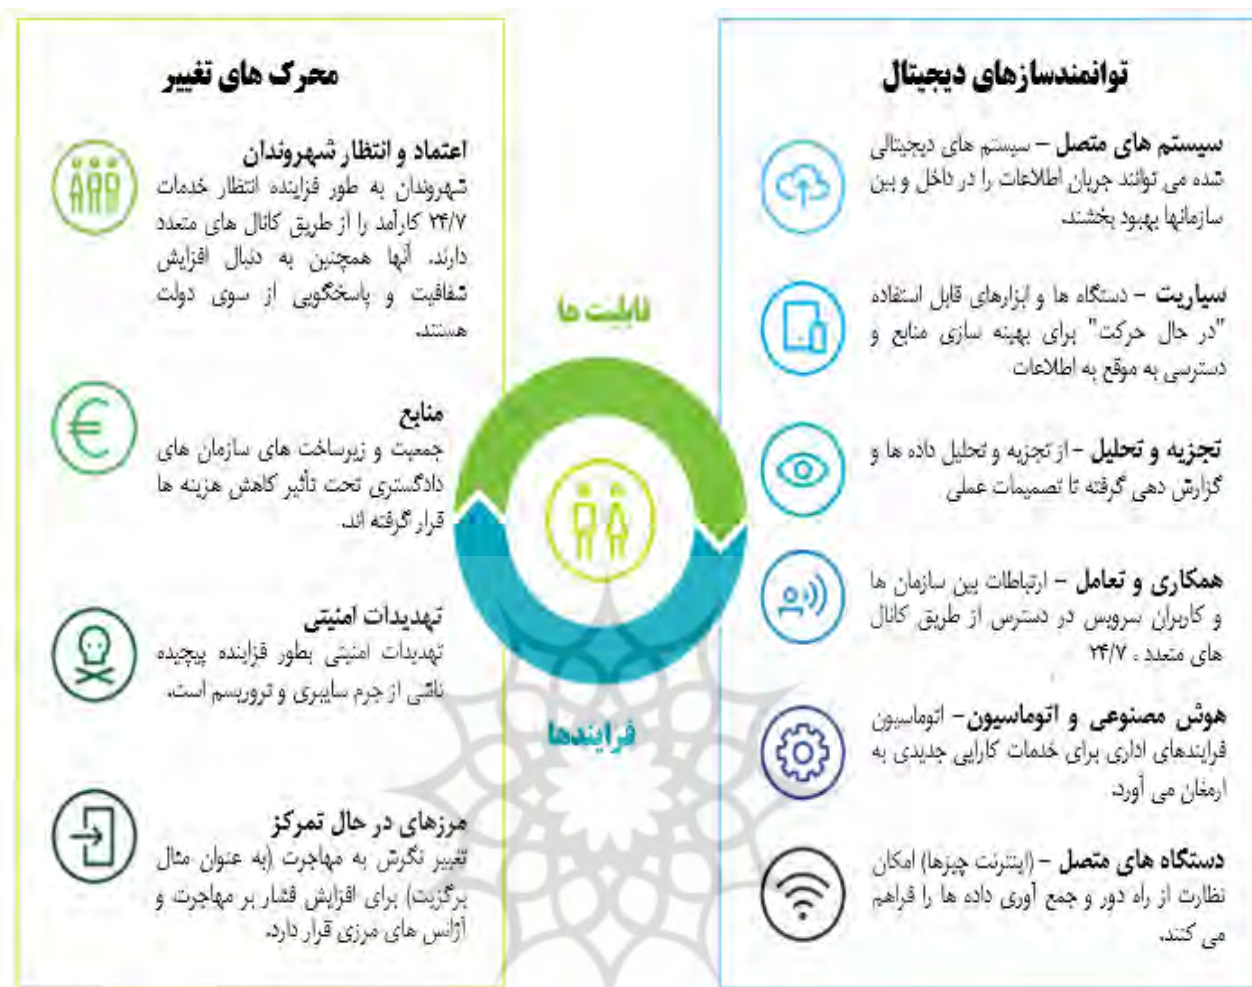 توانمندسازهای دیجیتال
سیستم های متصل – سیستم های دیجیتالی
شده می توانند جریان اطلاعات را در داخل و بین
سازمانها بهبود بخشند.
سیاریت – دستگاه ها و ابزارهای قابل استفاده
"در حال حرکت" برای بهینه سازی منابع و
دسترسی به موقع به اطلاعات
تجزیه و تحلیل – از تجزیه و تحلیل داده ها و
گزارش دهی گرفته تا تصمیمات عملی
همکاری و تعامل – ارتباطات بین سازمان ها
و کاربران سرویس در دسترس از طریق کانال
های متعدد ، ۲۴/۷
هوش مصنوعی و اتوماسیون– اتوماسیون
فرایندهای اداری برای خدمات کارایی جدیدی به
ارمغان می آورد.
دستگاه های متصل – (اینترنت چیزها) امکان
نظارت از راه دور و جمع آوری داده ها را فراهم
می کنند.
قابلیت ها
فرایندها
محرک های تغییر
اعتماد و انتظار شهروندان
شهروندان به طور فزاینده انتظار خدمات
۲۴/۷ کارآمد را از طریق کانال های متعدد
دارند. آنها همچنین به دنبال افزایش
شفافیت و پاسخگویی از سوی دولت
هستند.
منابع
جمعیت و زیرساخت های سازمان های
دادگستری تحت تأثیر کاهش هزینه ها
قرار گرفته اند.
تهدیدات امنیتی
تهدیدات امنیتی بطور فزاینده پیچیده
ناشی از جرم سایبری و تروریسم است.
مرزهای در حال تمرکز
تغییر نگرش به مهاجرت (به عنوان مثال
برگزیت) برای افزایش فشار بر مهاجرت و
آژانس های مرزی قرار دارد.